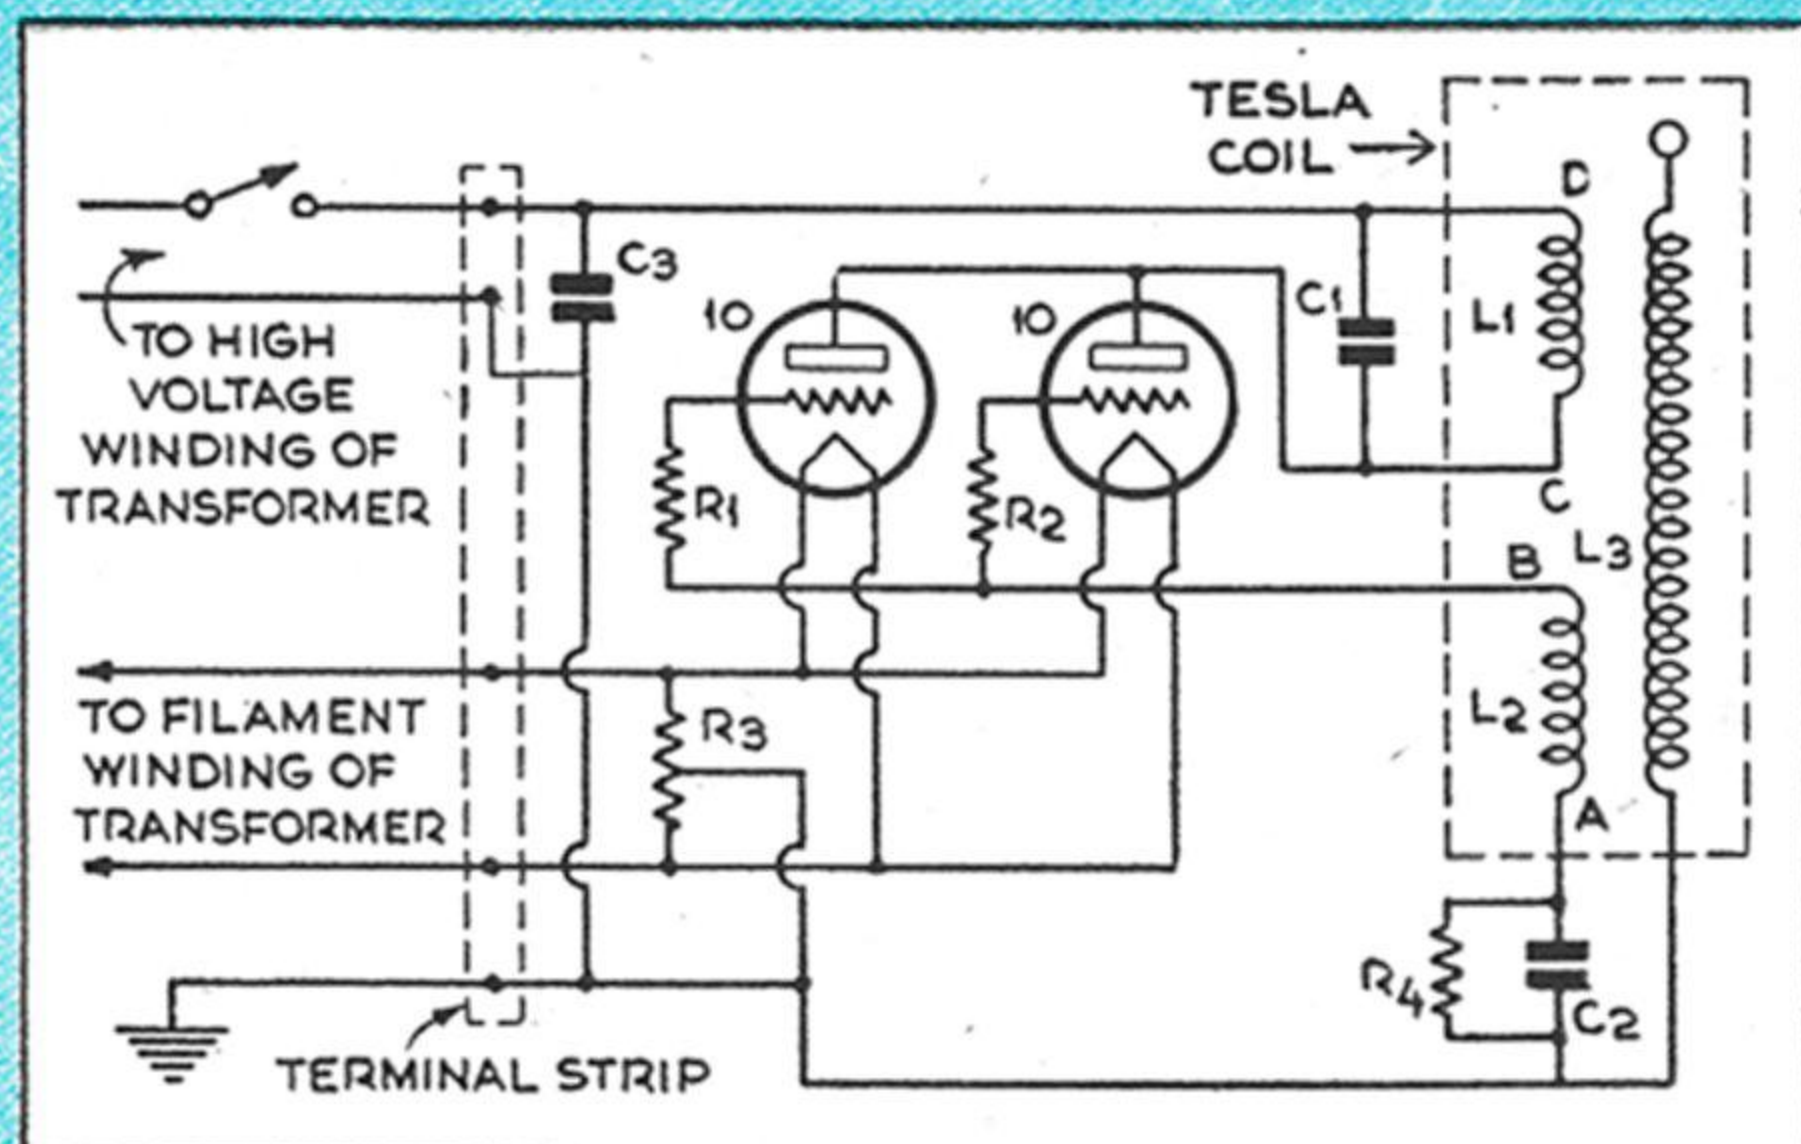 TESLA
COIL
D
C3
10
10
C1
L1
TO HIGH
VOLTAGE
WINDING OF
TRANSFORMER
R1
R2
C
B
L3
TO FILAMENT
WINDING OF
TRANSFORMER
R3
L2
A
R4
C2
TERMINAL STRIP